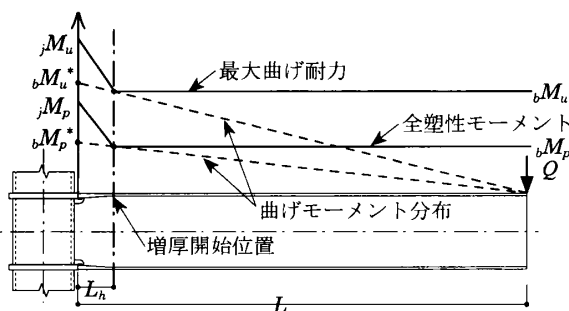 jMu
最大曲げ耐力
bMu*
bMu
jMp
全塑性モーメント
bMp*
bMp
Q
曲げモーメント分布
増厚開始位置
Lh
L